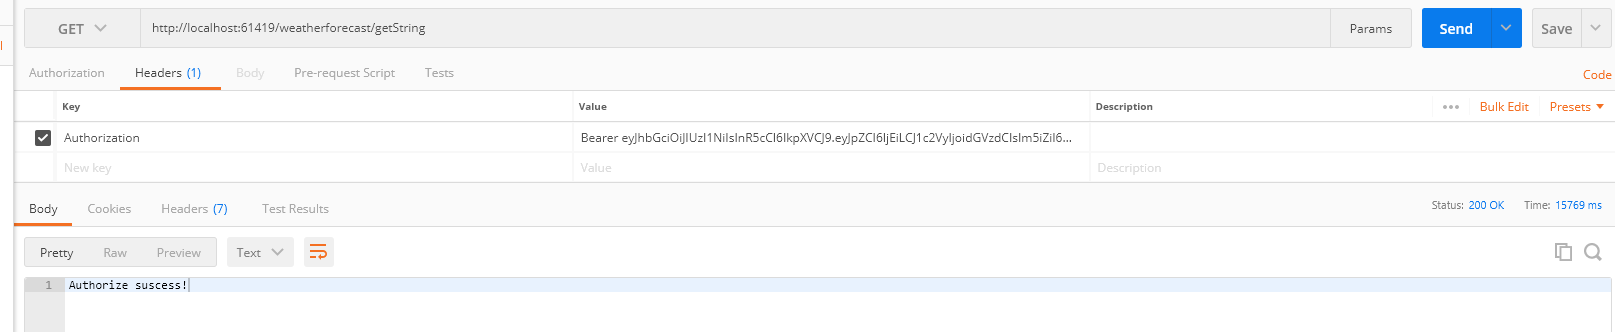 GET http://localhost:61419/weatherforecast/getString Params Send Save
Authorization Headers (1) Body Pre-request Script Tests Code
Key Value Description ••• Bulk Edit Presets
Authorization Bearer eyJhbGciOiJIUzI1NiIsInR5cCI6IkpXVCJ9.eyJpZCI6IjEiLCJ1c2VyIjoidGVzdCIsIm5iZiI6...
New key Value Description
Body Cookies Headers (7) Test Results Status: 200 OK Time: 15769 ms
Pretty Raw Preview Text
1 Authorize suscess!